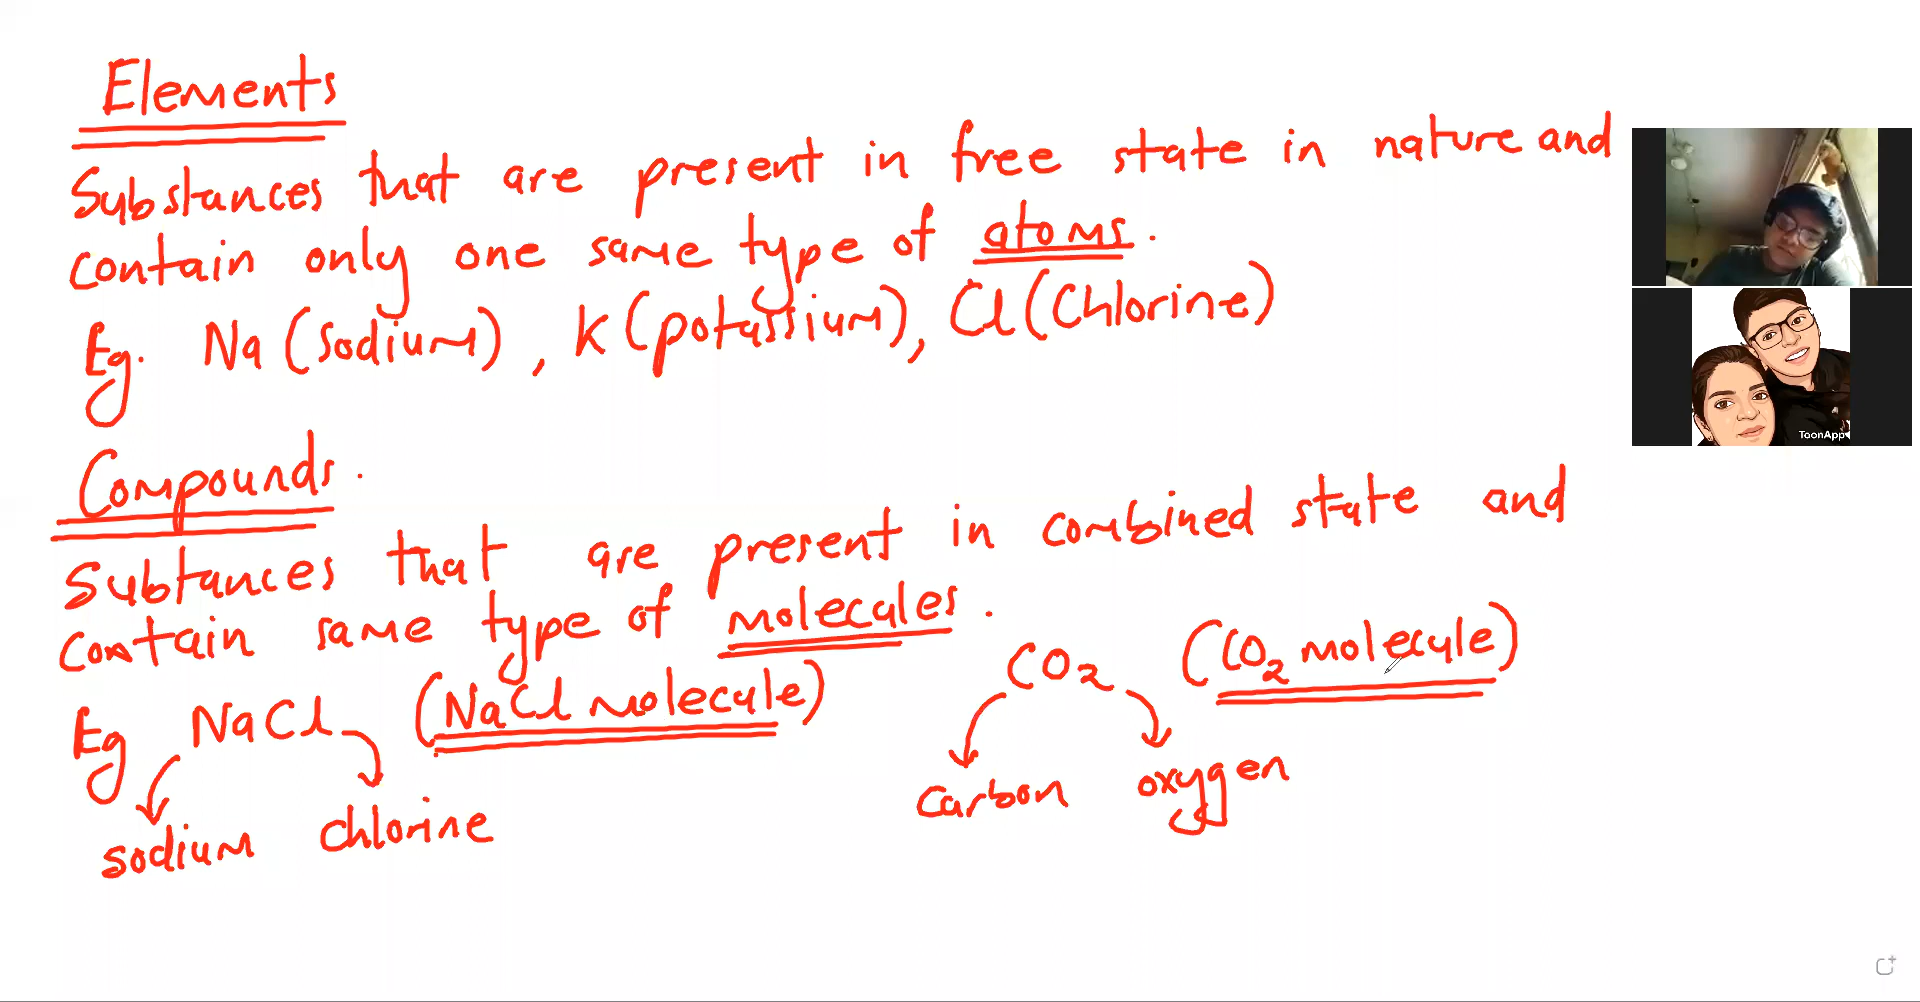 Elements
Substances that are present in free state in nature and
contain only one same type of atoms.
Eg. Na (sodium), K (potassium), Cl (Chlorine)
Compounds.
Subtances that are present in combined state and
contain same type of molecules.
Eg NaCl (NaCl molecule) CO2 (CO2 molecule)
sodium chlorine carbon oxygen
ToonApp